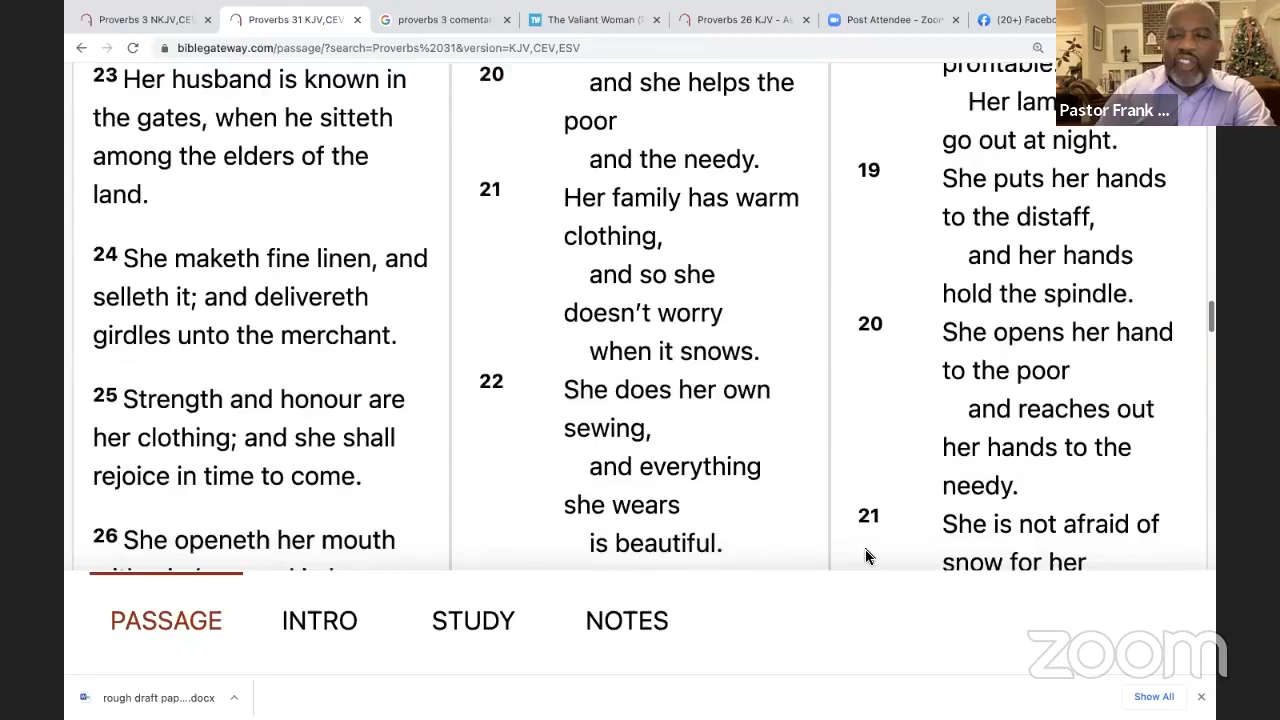 Proverbs 3 NKJV,CEV
Proverbs 31 KJV,CEV
proverbs 3 comentar
TW The Valiant Woman (P
Proverbs 26 KJV - A
Post Attendee - Zoo
(20+) Facebo
biblegateway.com/passage/?search=Proverbs%2031&version=KJV,CEV,ESV
Pastor Frank ...
23 Her husband is known in
the gates, when he sitteth
among the elders of the
land.
24 She maketh fine linen, and
selleth it; and delivereth
girdles unto the merchant.
25 Strength and honour are
her clothing; and she shall
rejoice in time to come.
26 She openeth her mouth
20 and she helps the
poor
and the needy.
21 Her family has warm
clothing,
and so she
doesn’t worry
when it snows.
22 She does her own
sewing,
and everything
she wears
is beautiful.
profitable.
Her lam
go out at night.
19 She puts her hands
to the distaff,
and her hands
hold the spindle.
20 She opens her hand
to the poor
and reaches out
her hands to the
needy.
21 She is not afraid of
snow for her
PASSAGE INTRO STUDY NOTES
zoom
rough draft pap....docx
Show All